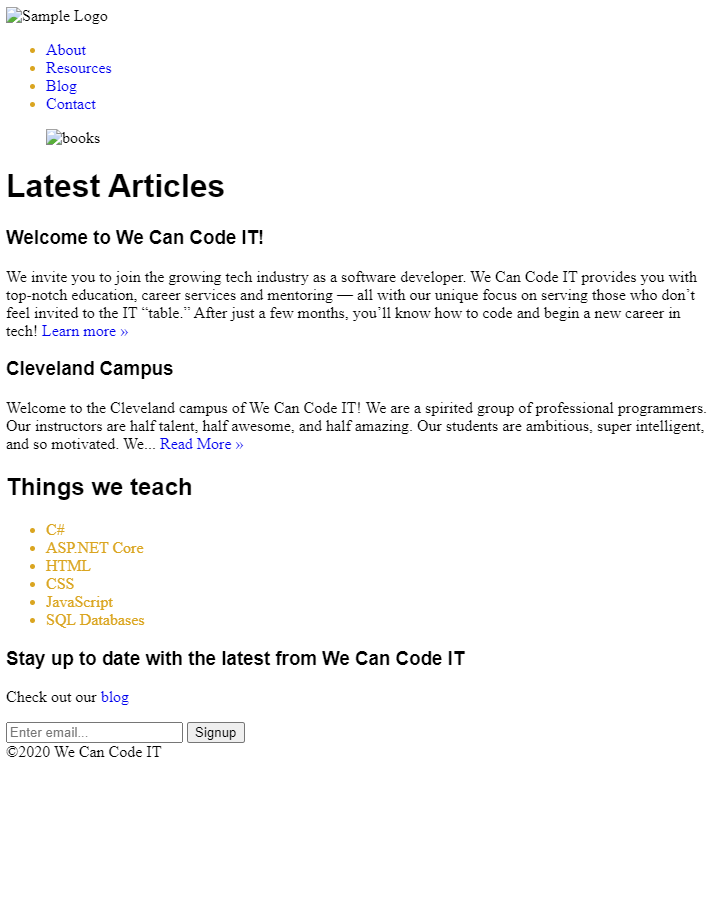 Sample Logo
About
Resources
Blog
Contact
books
Latest Articles
Welcome to We Can Code IT!
We invite you to join the growing tech industry as a software developer. We Can Code IT provides you with
top-notch education, career services and mentoring — all with our unique focus on serving those who don’t
feel invited to the IT “table.” After just a few months, you’ll know how to code and begin a new career in
tech! Learn more »
Cleveland Campus
Welcome to the Cleveland campus of We Can Code IT! We are a spirited group of professional programmers.
Our instructors are half talent, half awesome, and half amazing. Our students are ambitious, super intelligent,
and so motivated. We... Read More »
Things we teach
C#
ASP.NET Core
HTML
CSS
JavaScript
SQL Databases
Stay up to date with the latest from We Can Code IT
Check out our blog
Enter email... Signup
©2020 We Can Code IT